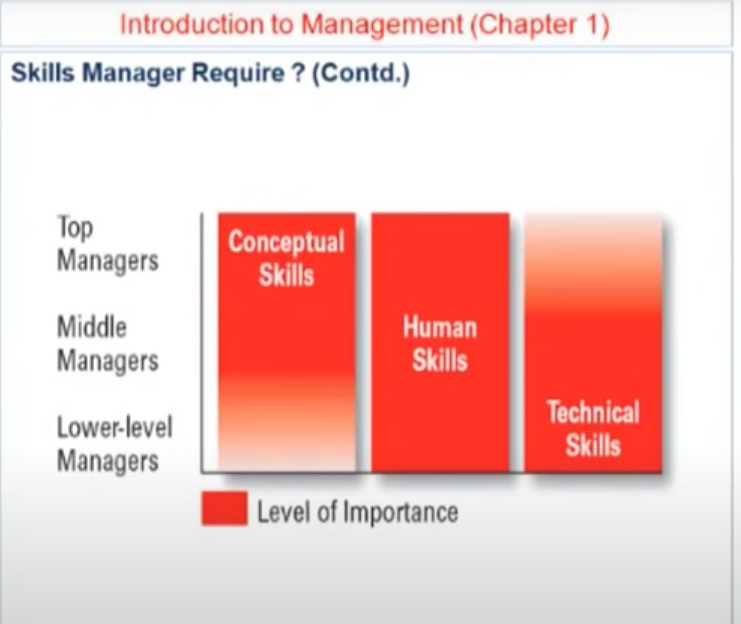 Introduction to Management (Chapter 1)
Skills Manager Require ? (Contd.)
Top
Managers
Middle
Managers
Lower-level
Managers
Conceptual
Skills
Human
Skills
Technical
Skills
Level of Importance